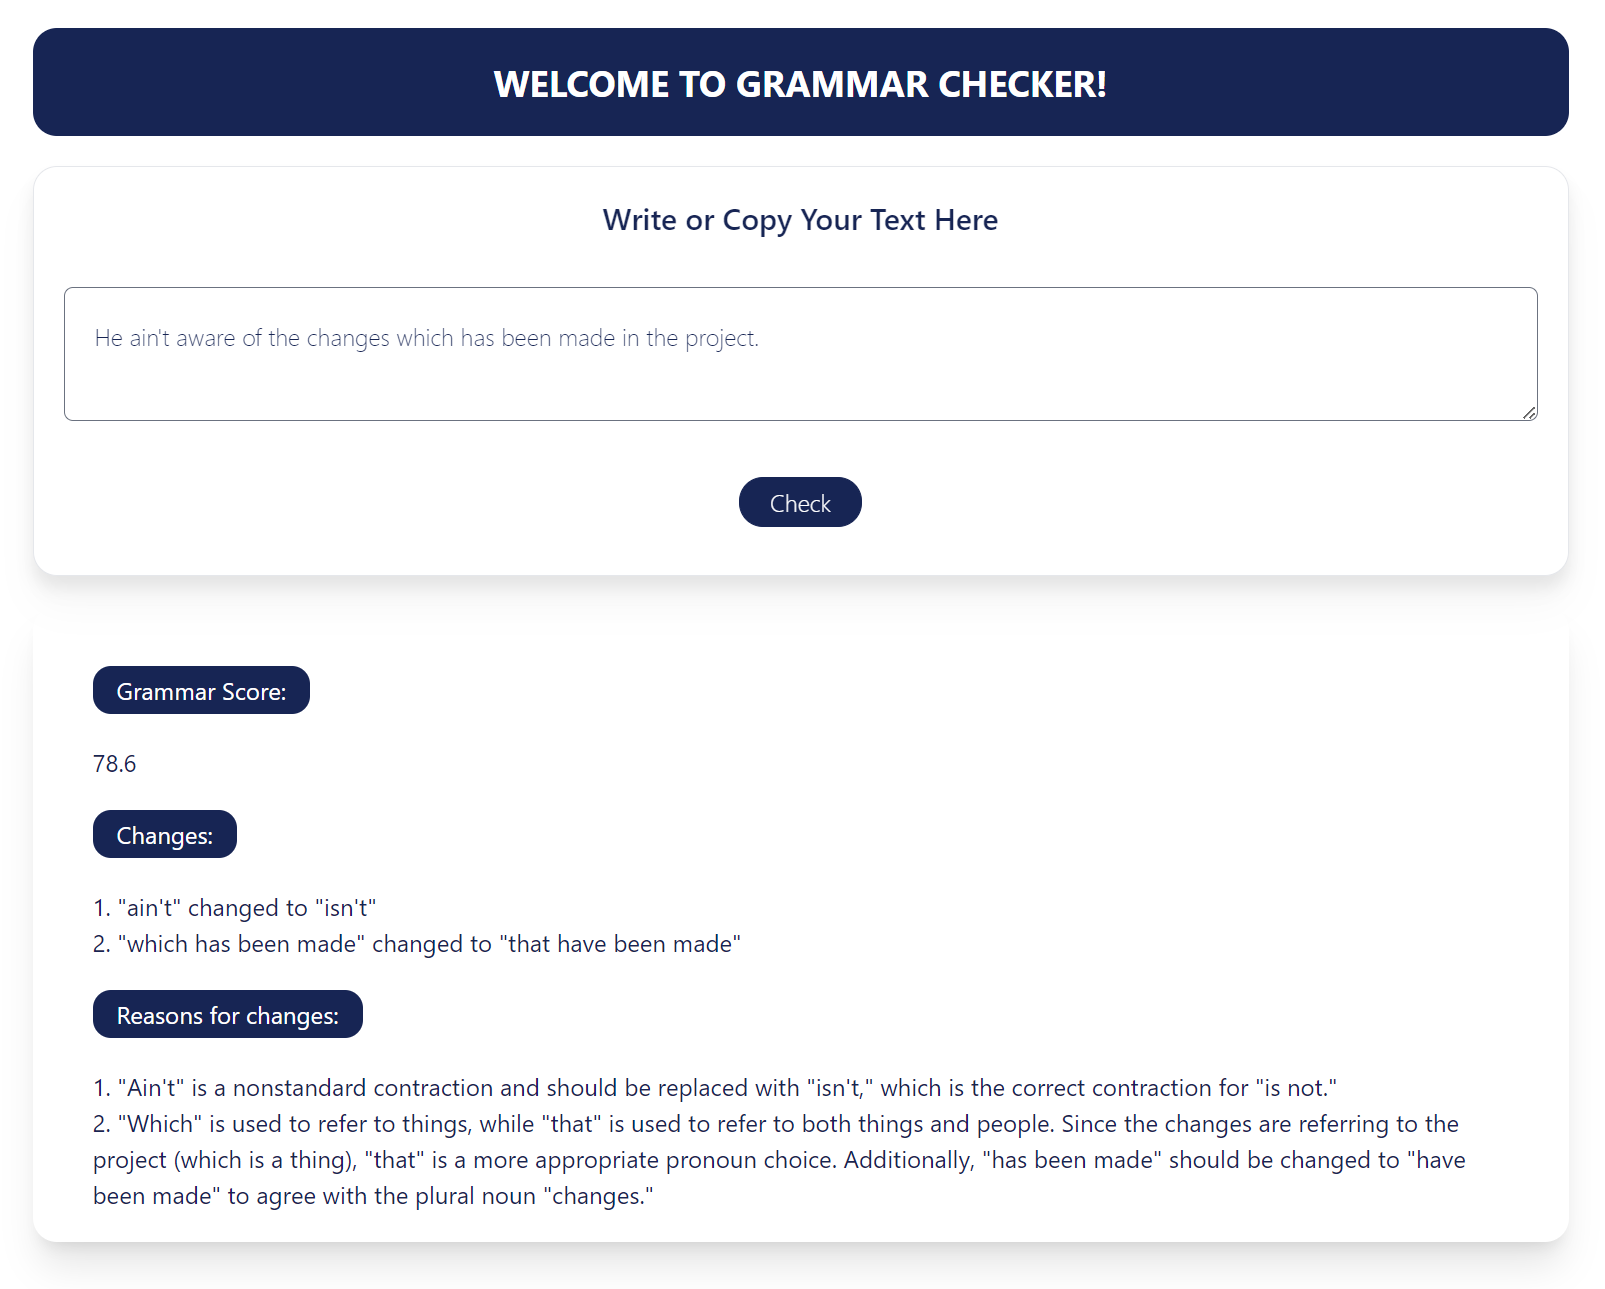 WELCOME TO GRAMMAR CHECKER!
Write or Copy Your Text Here
He ain't aware of the changes which has been made in the project.
Check
Grammar Score:
78.6
Changes:
1. "ain't" changed to "isn't"
2. "which has been made" changed to "that have been made"
Reasons for changes:
1. "Ain't" is a nonstandard contraction and should be replaced with "isn't," which is the correct contraction for "is not."
2. "Which" is used to refer to things, while "that" is used to refer to both things and people. Since the changes are referring to the
project (which is a thing), "that" is a more appropriate pronoun choice. Additionally, "has been made" should be changed to "have
been made" to agree with the plural noun "changes."